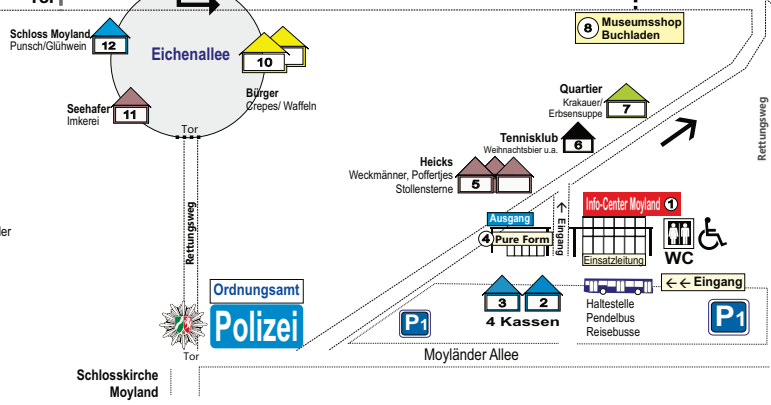 Schloss Moyland
Punsch/Glühwein
12
Eichenallee
10
8
Museumsshop
Buchladen
Bürger
Crepes/ Waffeln
Seehafer
Imkerei
11
Tor
Quartier
Krakauer/
Erbsensuppe
7
Tennisklub
Weihnachtsbier u.a.
6
Rettungsweg
Heicks
Weckmänner, Poffertjes
Stollensterne
5
Rettungsweg
Info-Center Moyland 1
Ausgang
4 Pure Form
← Eingang
Einsatzleitung
WC
der
Ordnungsamt
Polizei
3
2
4 Kassen
←← Eingang
Haltestelle
Pendelbus
Reisebusse
P1
P1
Tor
Moyländer Allee
Schlosskirche
Moyland